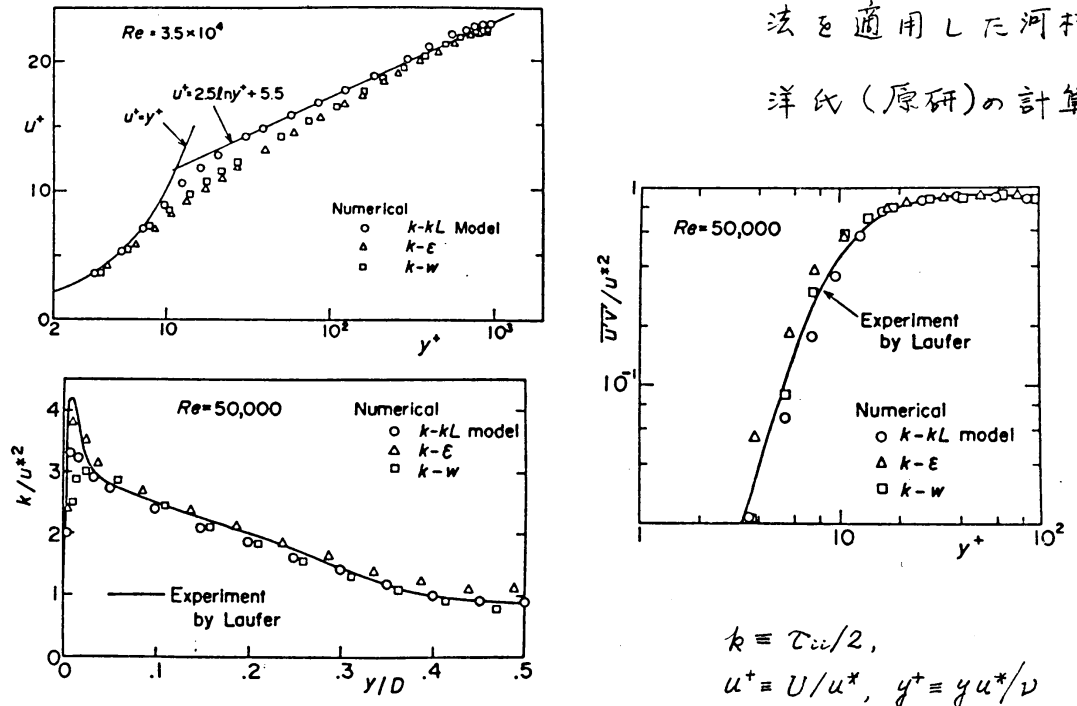 Re = 3.5×10⁴
u⁺=2.5lny⁺+5.5
u⁺=y⁺
u⁺
20
10
0
2
10
10²
10³
y⁺
Numerical
k-kL Model
k-ε
k-w
法を適用した河村
洋氏(原研)の計算
Re=50,000
Numerical
k-kL model
k-ε
k-w
k/u*²
4
3
2
1
0
0
.1
.2
.3
.4
.5
y/D
Experiment
by Laufer
Re=50,000
u'v'/u*²
1
10⁻¹
1
10
10²
y⁺
Experiment
by Laufer
Numerical
k-kL model
k-ε
k-w
k ≡ τii/2,
u⁺ ≡ U/u*, y⁺ ≡ yu*/ν